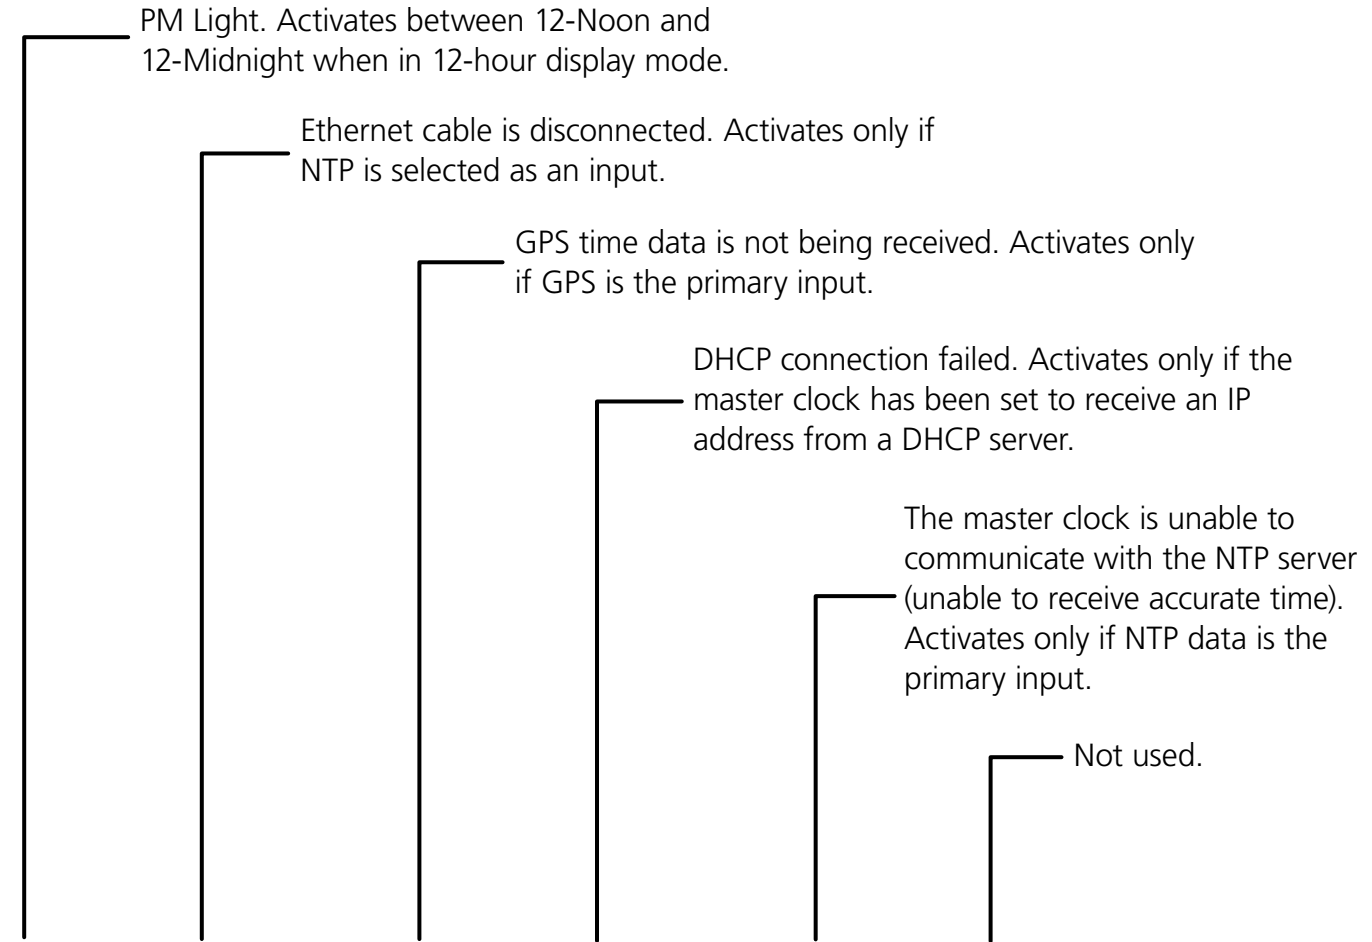 PM Light. Activates between 12-Noon and
12-Midnight when in 12-hour display mode.
Ethernet cable is disconnected. Activates only if
NTP is selected as an input.
GPS time data is not being received. Activates only
if GPS is the primary input.
DHCP connection failed. Activates only if the
master clock has been set to receive an IP
address from a DHCP server.
The master clock is unable to
communicate with the NTP server
(unable to receive accurate time).
Activates only if NTP data is the
primary input.
Not used.